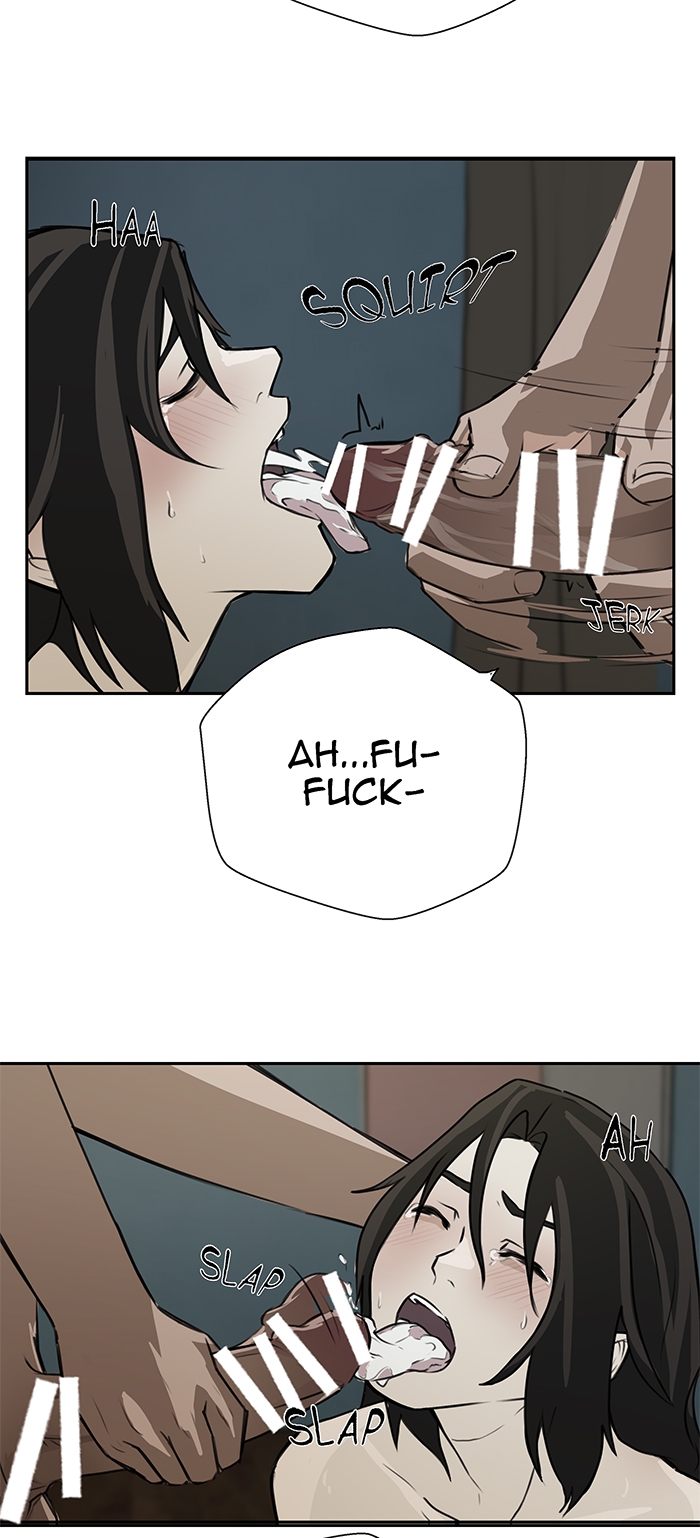 HAA
SQUIRT
JERK
AH...FU-
FUCK-
AH
SLAP
SLAP